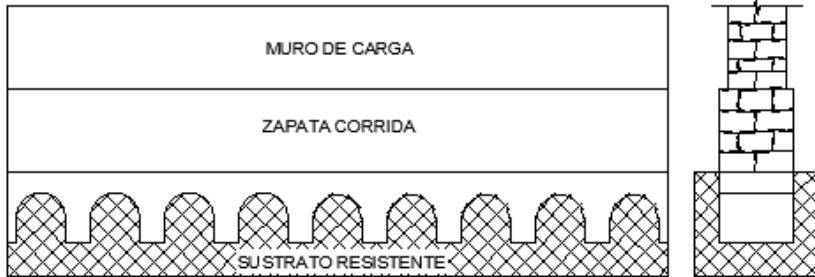 MURO DE CARGA
ZAPATA CORRIDA
SUSTRATO RESISTENTE